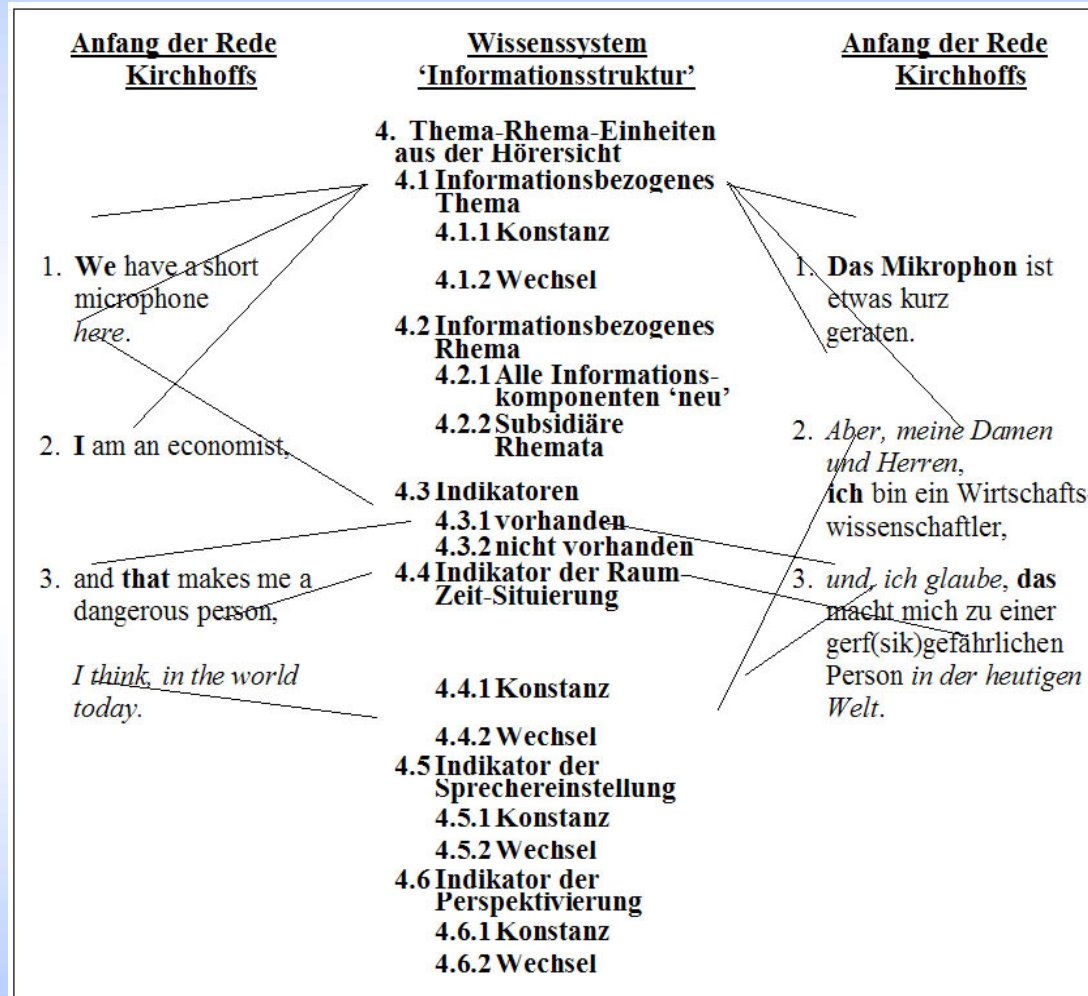 Anfang der Rede
Kirchhoffs
1. We have a short
microphone
here.
2. I am an economist,
3. and that makes me a
dangerous person,
I think, in the world
today.
Wissenssystem
‘Informationsstruktur’
4. Thema-Rhema-Einheiten
aus der Hörersicht
4.1 Informationsbezogenes
Thema
4.1.1 Konstanz
4.1.2 Wechsel
4.2 Informationsbezogenes
Rhema
4.2.1 Alle Informations-
komponenten ‘neu’
4.2.2 Subsidiäre
Rhemata
4.3 Indikatoren
4.3.1 vorhanden
4.3.2 nicht vorhanden
4.4 Indikator der Raum-
Zeit-Situierung
4.4.1 Konstanz
4.4.2 Wechsel
4.5 Indikator der
Sprechereinstellung
4.5.1 Konstanz
4.5.2 Wechsel
4.6 Indikator der
Perspektivierung
4.6.1 Konstanz
4.6.2 Wechsel
Anfang der Rede
Kirchhoffs
1. Das Mikrophon ist
etwas kurz
geraten.
2. Aber, meine Damen
und Herren,
ich bin ein Wirtschafts
wissenschaftler,
3. und, ich glaube, das
macht mich zu einer
gerf(sik)gefährlichen
Person in der heutigen
Welt.